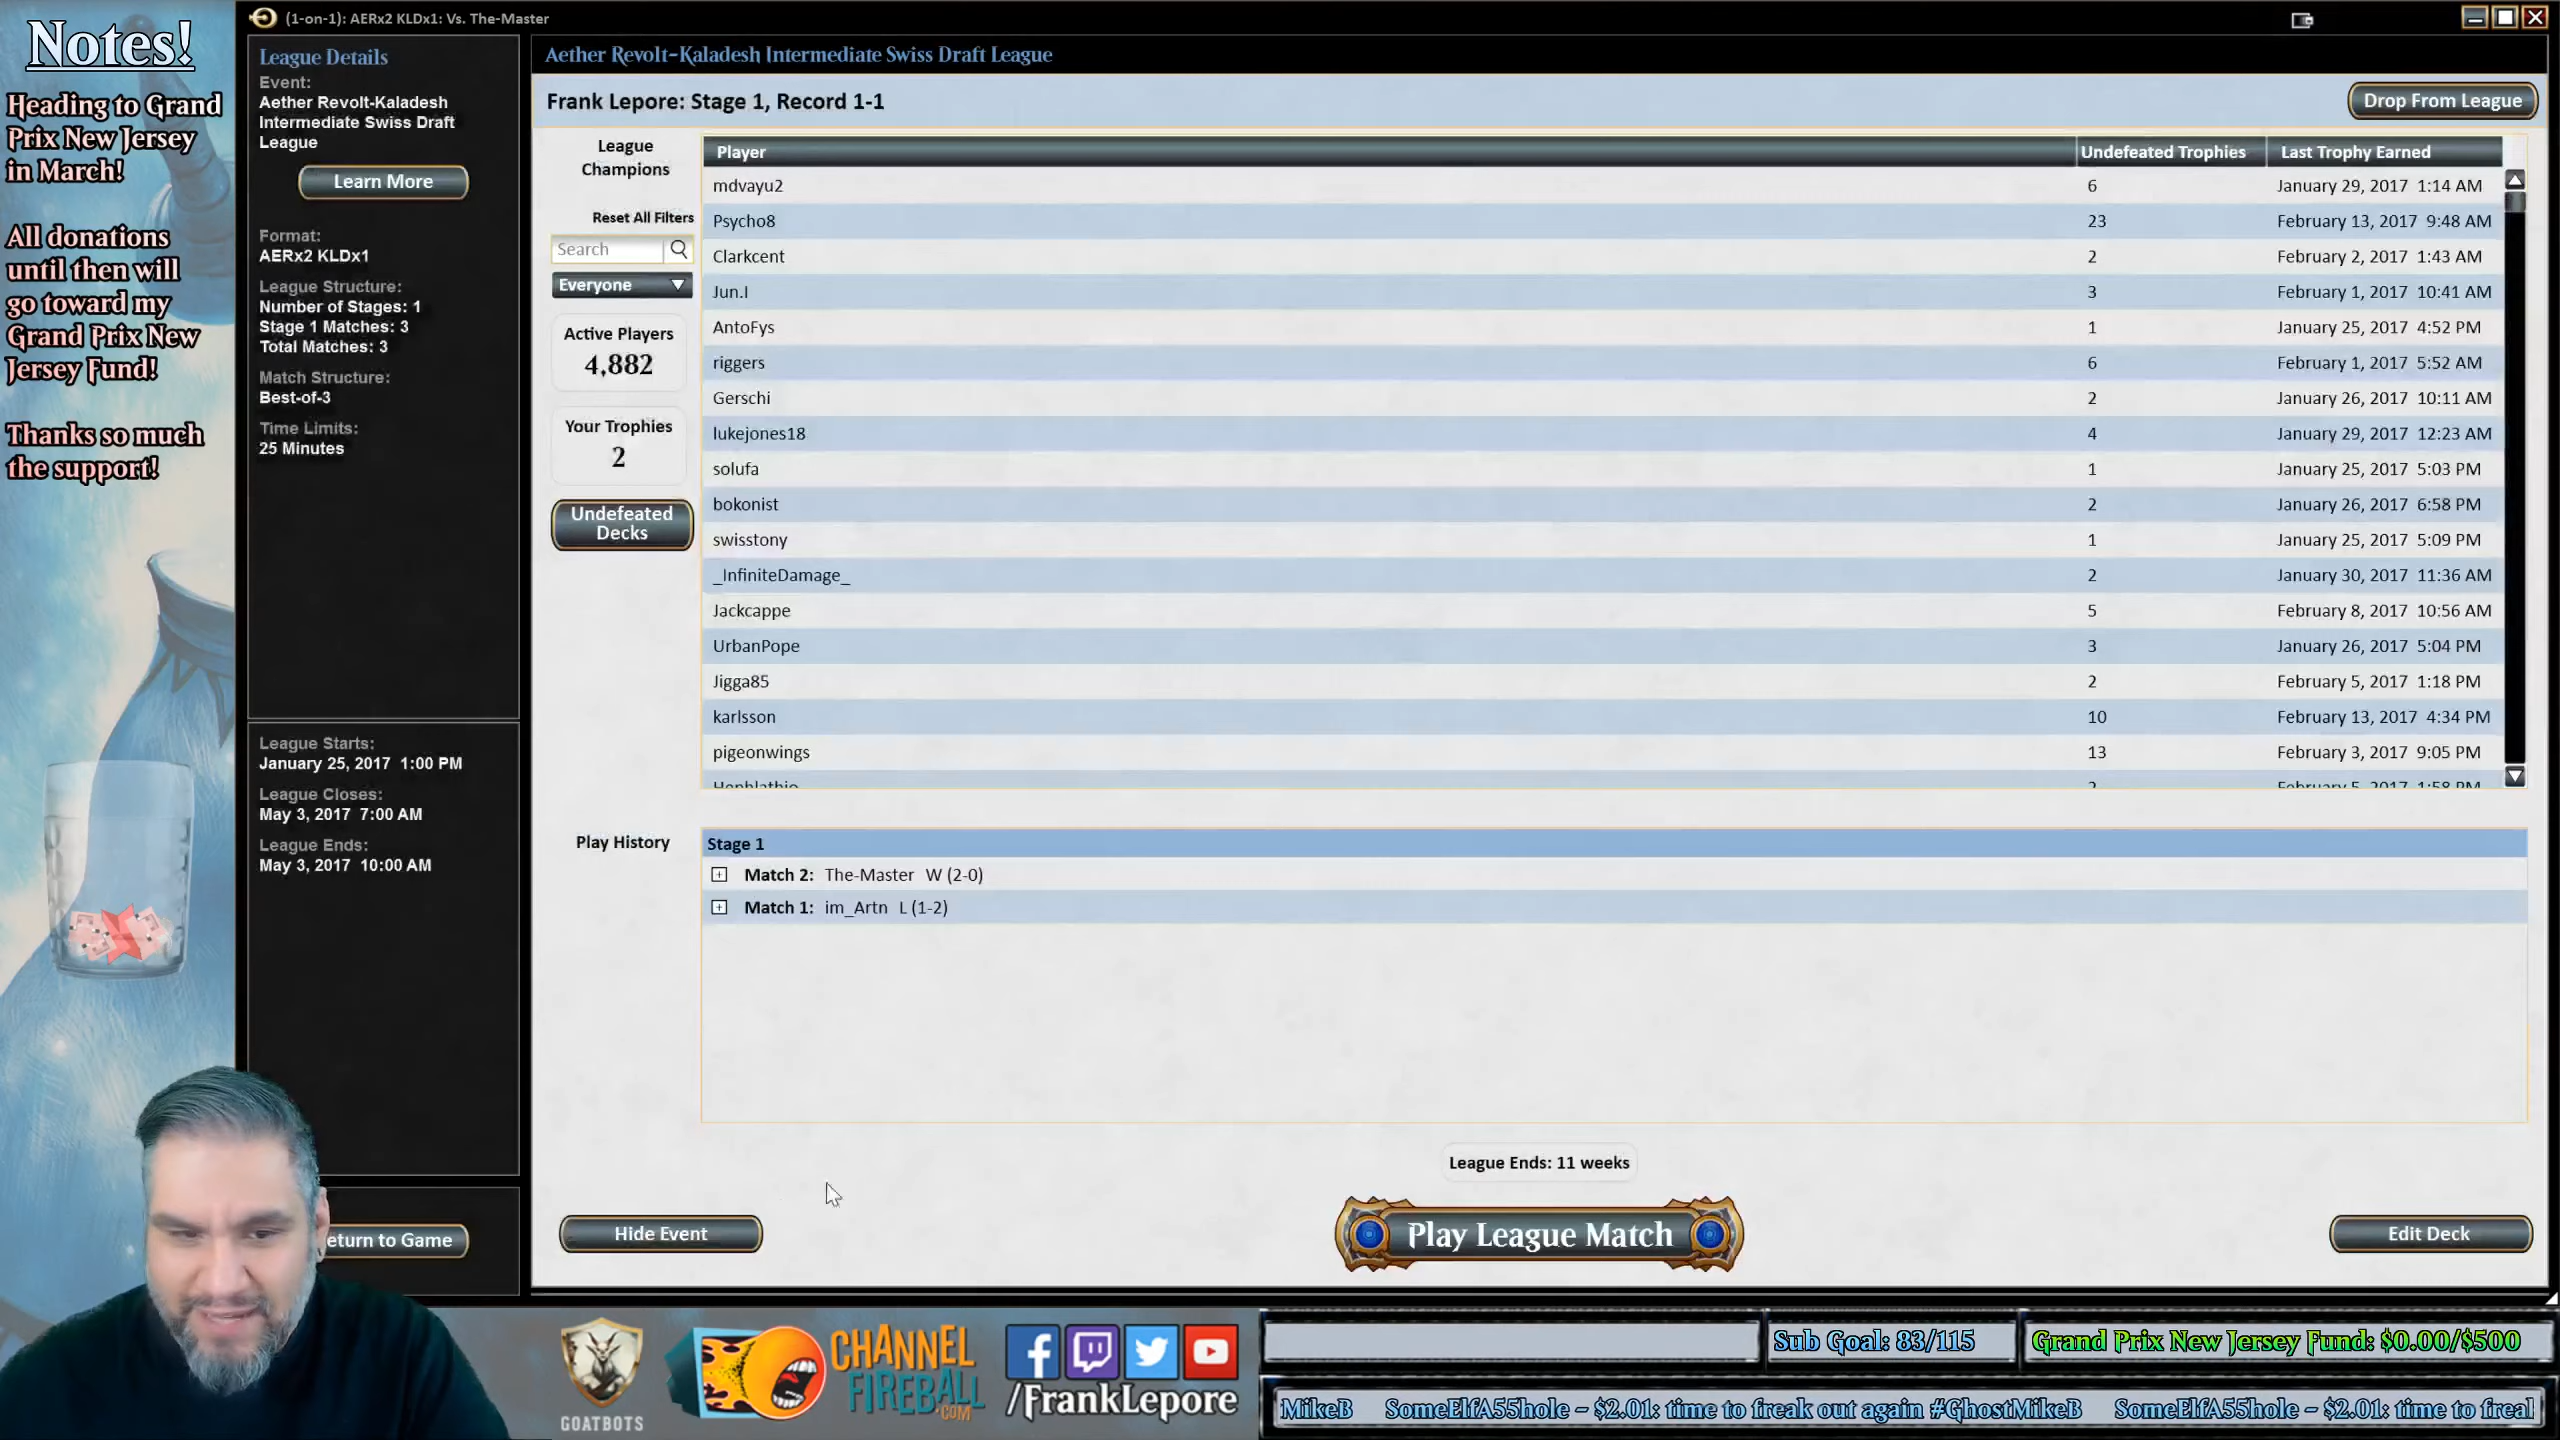 Notes!
Heading to Grand
Prix New Jersey
in March!
All donations
until then will
go toward my
Grand Prix New
Jersey Fund!
Thanks so much
the support!
(1-on-1): AERx2 KLDx1: Vs. The-Master
League Details
Event:
Aether Revolt-Kaladesh
Intermediate Swiss Draft
League
Learn More
Format:
AERx2 KLDx1
League Structure:
Number of Stages: 1
Stage 1 Matches: 3
Total Matches: 3
Match Structure:
Best-of-3
Time Limits:
25 Minutes
League Starts:
January 25, 2017 1:00 PM
League Closes:
May 3, 2017 7:00 AM
League Ends:
May 3, 2017 10:00 AM
eturn to Game
Aether Revolt-Kaladesh Intermediate Swiss Draft League
Frank Lepore: Stage 1, Record 1-1
Drop From League
League
Champions
Reset All Filters
Search
Everyone
Active Players
4,882
Your Trophies
2
Undefeated
Decks
Player Undefeated Trophies Last Trophy Earned
mdvayu2 6 January 29, 2017 1:14 AM
Psycho8 23 February 13, 2017 9:48 AM
Clarkcent 2 February 2, 2017 1:43 AM
Jun.I 3 February 1, 2017 10:41 AM
AntoFys 1 January 25, 2017 4:52 PM
riggers 6 February 1, 2017 5:52 AM
Gerschi 2 January 26, 2017 10:11 AM
lukejones18 4 January 29, 2017 12:23 AM
solufa 1 January 25, 2017 5:03 PM
bokonist 2 January 26, 2017 6:58 PM
swisstony 1 January 25, 2017 5:09 PM
_InfiniteDamage_ 2 January 30, 2017 11:36 AM
Jackcappe 5 February 8, 2017 10:56 AM
UrbanPope 3 January 26, 2017 5:04 PM
Jigga85 2 February 5, 2017 1:18 PM
karlsson 10 February 13, 2017 4:34 PM
pigeonwings 13 February 3, 2017 9:05 PM
2 February 5, 2017 1:58 PM
Play History
Stage 1
Match 2: The-Master W (2-0)
Match 1: im_Artn L (1-2)
League Ends: 11 weeks
Hide Event
Play League Match
Edit Deck
GOATBOTS
CHANNEL
FIREBALL
.COM
/FrankLepore
Sub Goal: 83/115
Grand Prix New Jersey Fund: $0.00/$500
MikeB SomeElfA55hole - $2.01: time to freak out again #GhostMikeB SomeElfA55hole - $2.01: time to freal